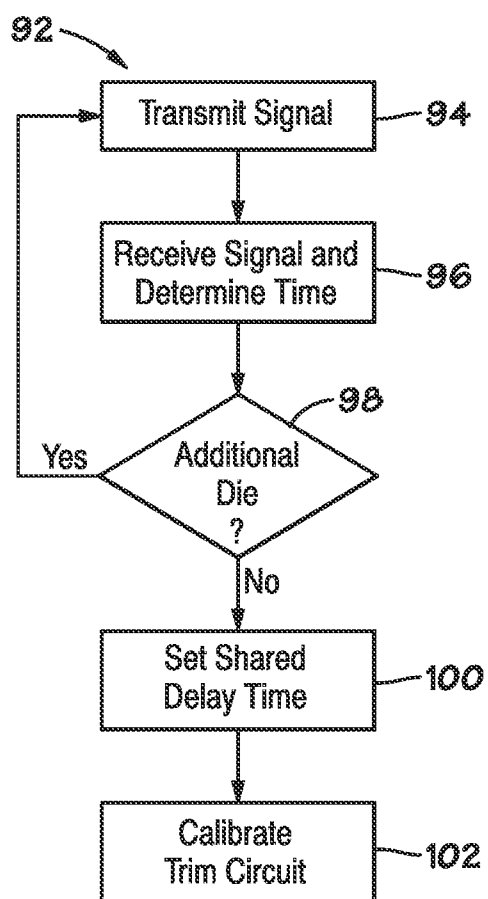 92
Transmit Signal
94
Receive Signal and
Determine Time
96
98
Additional
Die
?
Yes
No
Set Shared
Delay Time
100
Calibrate
Trim Circuit
102